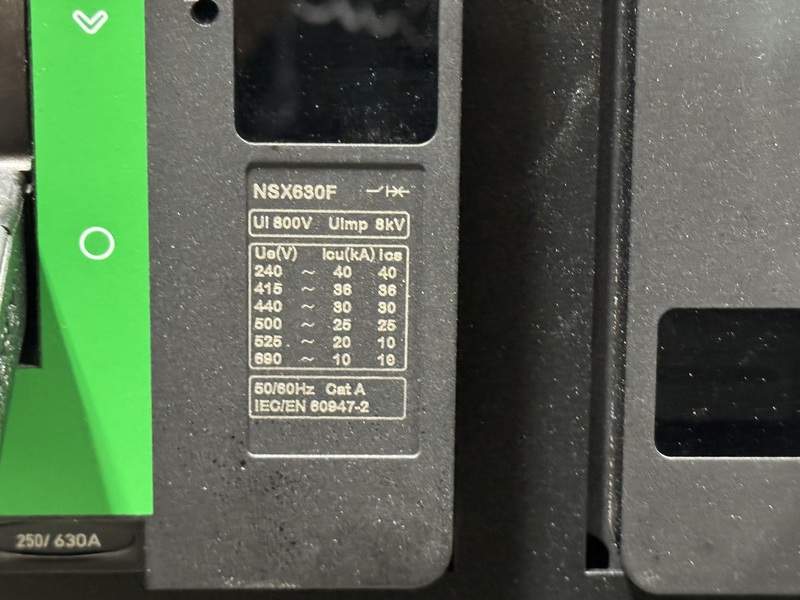 NSX630F
Ui 800V Uimp 8kV
Ue(V) Icu(kA) Ics
240 ~ 40 40
415 ~ 36 36
440 ~ 30 30
500 ~ 25 25
525 ~ 20 10
690 ~ 10 10
50/60Hz Cat A
IEC/EN 60947-2
250/ 630A